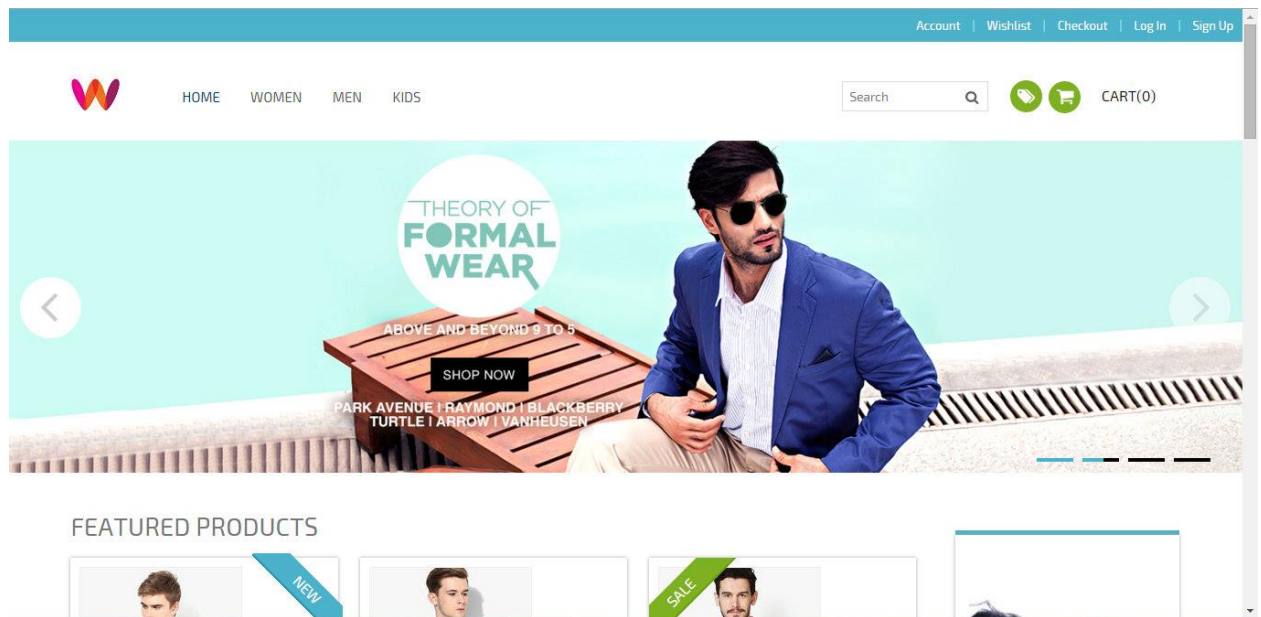 Account | Wishlist | Checkout | Log In | Sign Up
HOME WOMEN MEN KIDS
Search
CART(0)
THEORY OF
FORMAL
WEAR
ABOVE AND BEYOND 9 TO 5
SHOP NOW
PARK AVENUE | RAYMOND | BLACKBERRY
TURTLE | ARROW | VANHEUSEN
FEATURED PRODUCTS
NEW
SALE